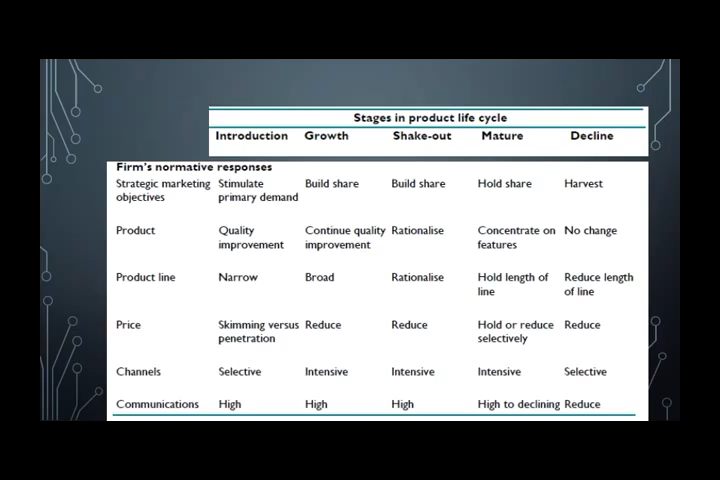 Stages in product life cycle
Introduction Growth Shake-out Mature Decline
Firm's normative responses
Strategic marketing Stimulate Build share Build share Hold share Harvest
objectives primary demand
Product Quality Continue quality Rationalise Concentrate on No change
improvement improvement features
Product line Narrow Broad Rationalise Hold length of Reduce length
line of line
Price Skimming versus Reduce Reduce Hold or reduce Reduce
penetration selectively
Channels Selective Intensive Intensive Intensive Selective
Communications High High High High to declining Reduce